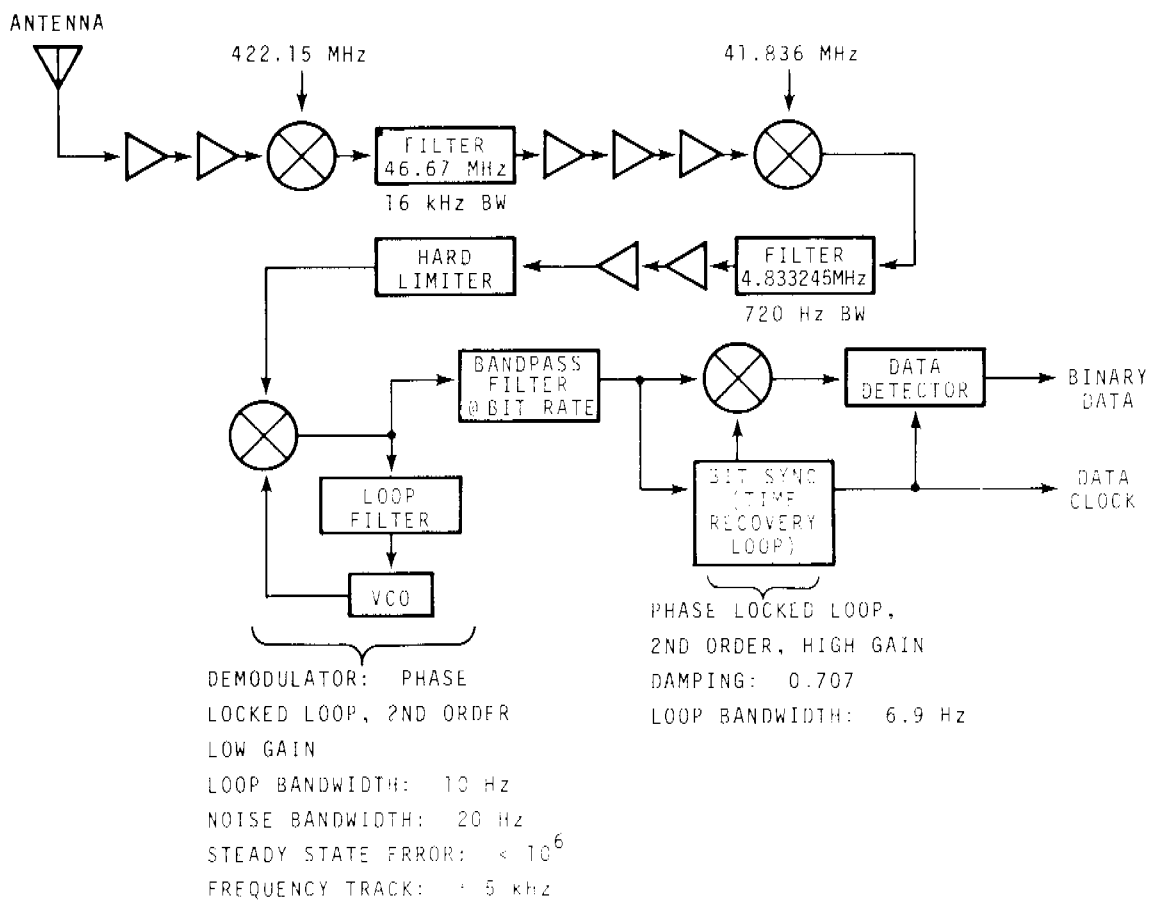 ANTENNA
422.15 MHz
41.836 MHz
FILTER
46.67 MHz
16 kHz BW
HARD
LIMITER
FILTER
4.833245MHz
720 Hz BW
BANDPASS
FILTER
@ BIT RATE
DATA
DETECTOR
BINARY
DATA
LOOP
FILTER
VCO
BIT SYNC
(TIME
RECOVERY
LOOP)
DATA
CLOCK
DEMODULATOR: PHASE
LOCKED LOOP, 2ND ORDER
LOW GAIN
LOOP BANDWIDTH: 10 Hz
NOISE BANDWIDTH: 20 Hz
STEADY STATE ERROR: < 10^6
FREQUENCY TRACK: 5 kHz
PHASE LOCKED LOOP,
2ND ORDER, HIGH GAIN
DAMPING: 0.707
LOOP BANDWIDTH: 6.9 Hz